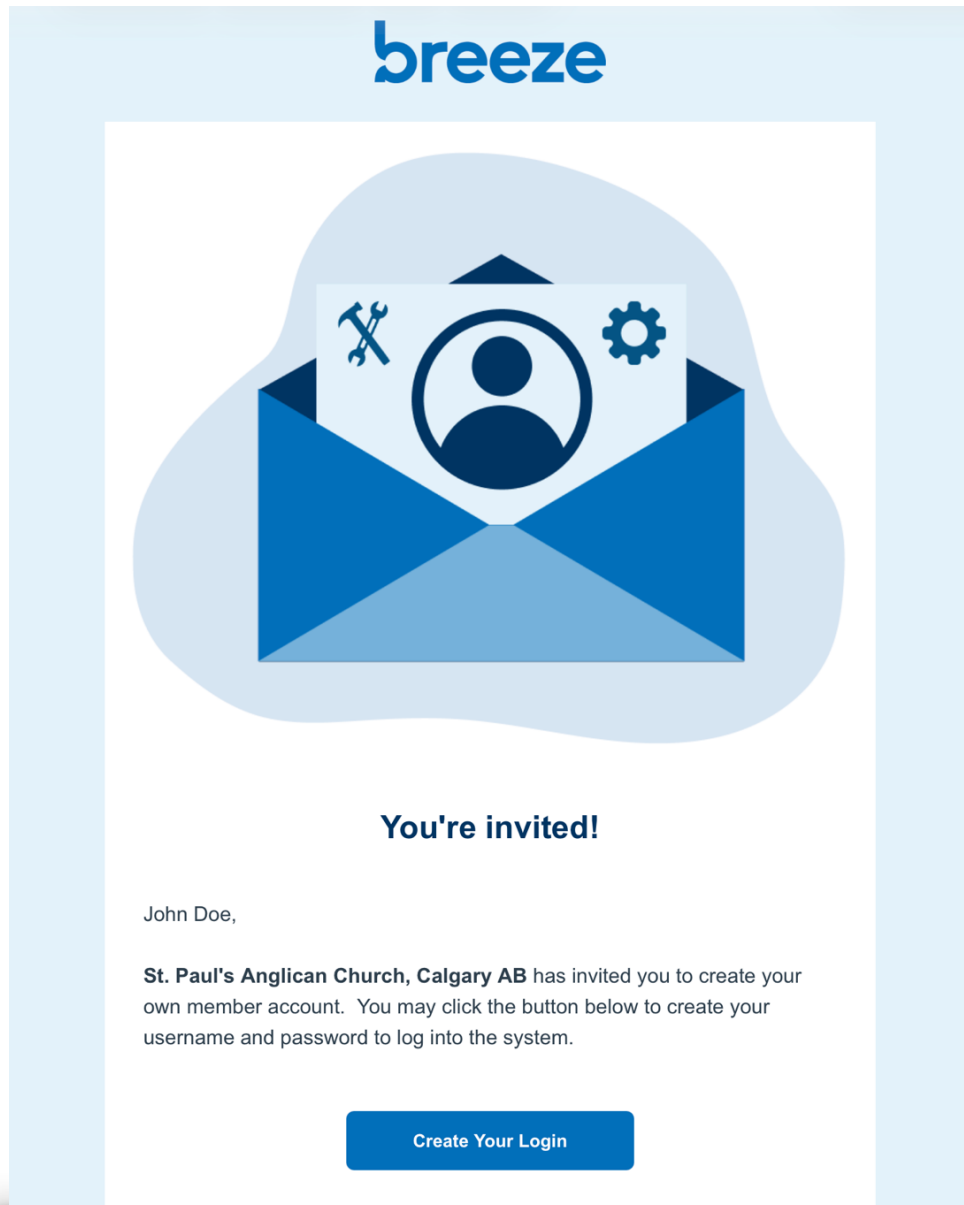 breeze
You're invited!
John Doe,
St. Paul's Anglican Church, Calgary AB has invited you to create your
own member account.  You may click the button below to create your
username and password to log into the system.
Create Your Login